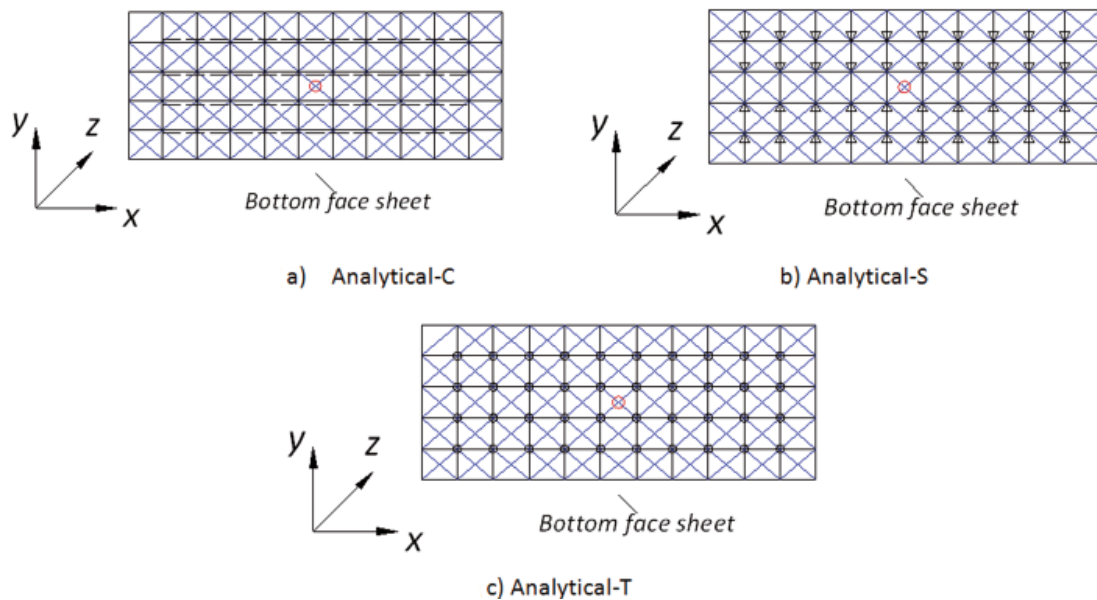 y
z
x
Bottom face sheet
a) Analytical-C
y
z
x
Bottom face sheet
b) Analytical-S
y
z
x
Bottom face sheet
c) Analytical-T